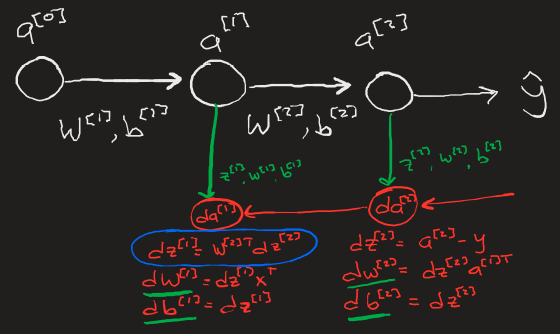 a^[0] a^[1] a^[2]
W^[1], b^[1] W^[2], b^[2] ŷ
z^[1], w^[1], b^[1] z^[2], w^[2], b^[2]
da^[1] da^[2]
dz^[1] = w^[2]T dz^[2] dz^[2] = a^[2] - y
dw^[1] = dz^[1] x^T dw^[2] = dz^[2] a^[1]T
db^[1] = dz^[1] db^[2] = dz^[2]